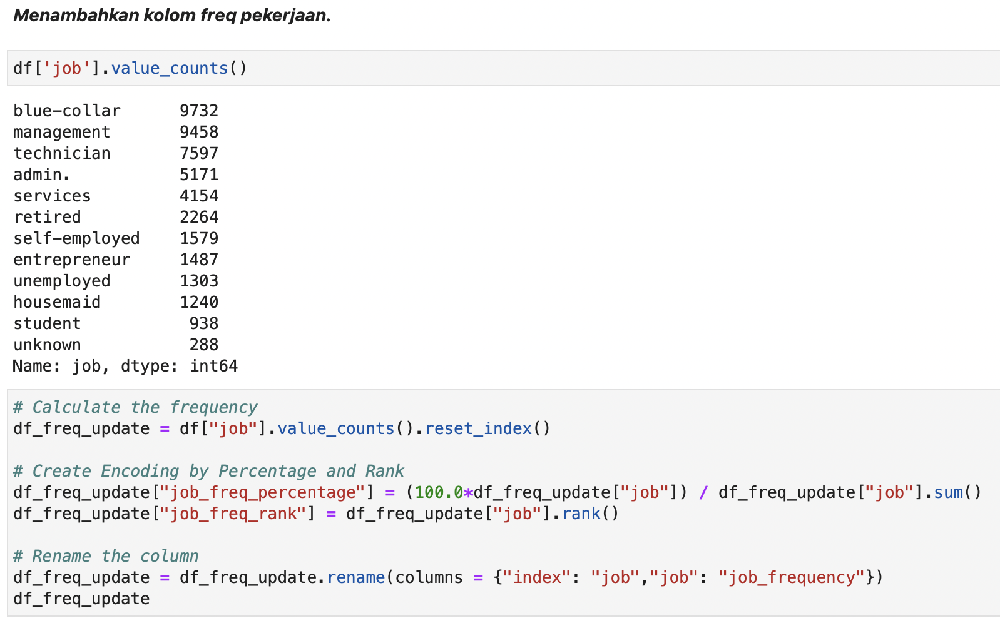 Menambahkan kolom freq pekerjaan.
df['job'].value_counts()
blue-collar      9732
management       9458
technician       7597
admin.           5171
services         4154
retired          2264
self-employed    1579
entrepreneur     1487
unemployed       1303
housemaid        1240
student           938
unknown           288
Name: job, dtype: int64
# Calculate the frequency
df_freq_update = df["job"].value_counts().reset_index()
# Create Encoding by Percentage and Rank
df_freq_update["job_freq_percentage"] = (100.0*df_freq_update["job"]) / df_freq_update["job"].sum()
df_freq_update["job_freq_rank"] = df_freq_update["job"].rank()
# Rename the column
df_freq_update = df_freq_update.rename(columns = {"index": "job","job": "job_frequency"})
df_freq_update